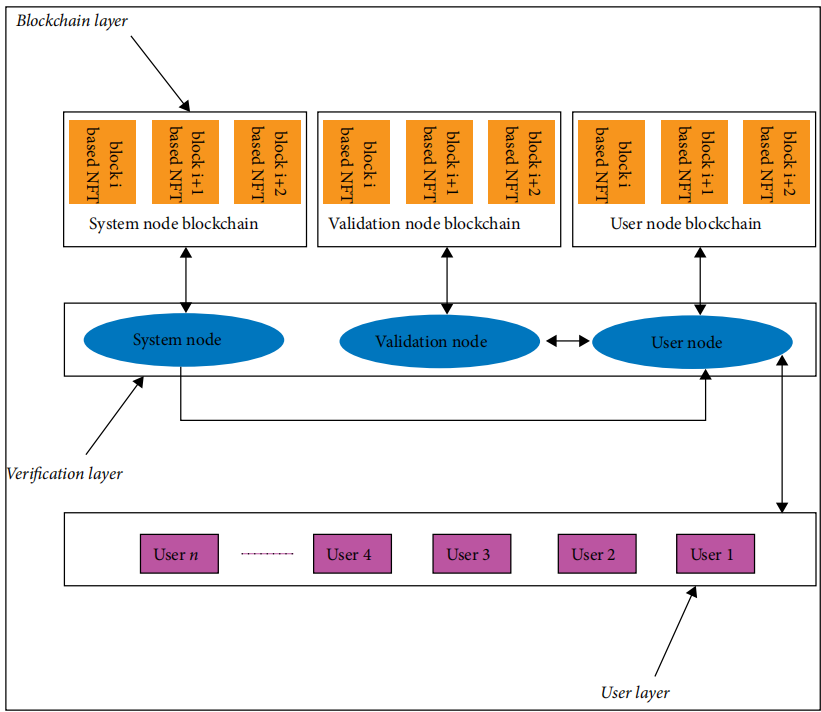 Blockchain layer
block i
based NFT
block i+1
based NFT
block i+2
based NFT
System node blockchain
block i
based NFT
block i+1
based NFT
block i+2
based NFT
Validation node blockchain
block i
based NFT
block i+1
based NFT
block i+2
based NFT
User node blockchain
System node
Validation node
User node
Verification layer
User n
User 4
User 3
User 2
User 1
User layer